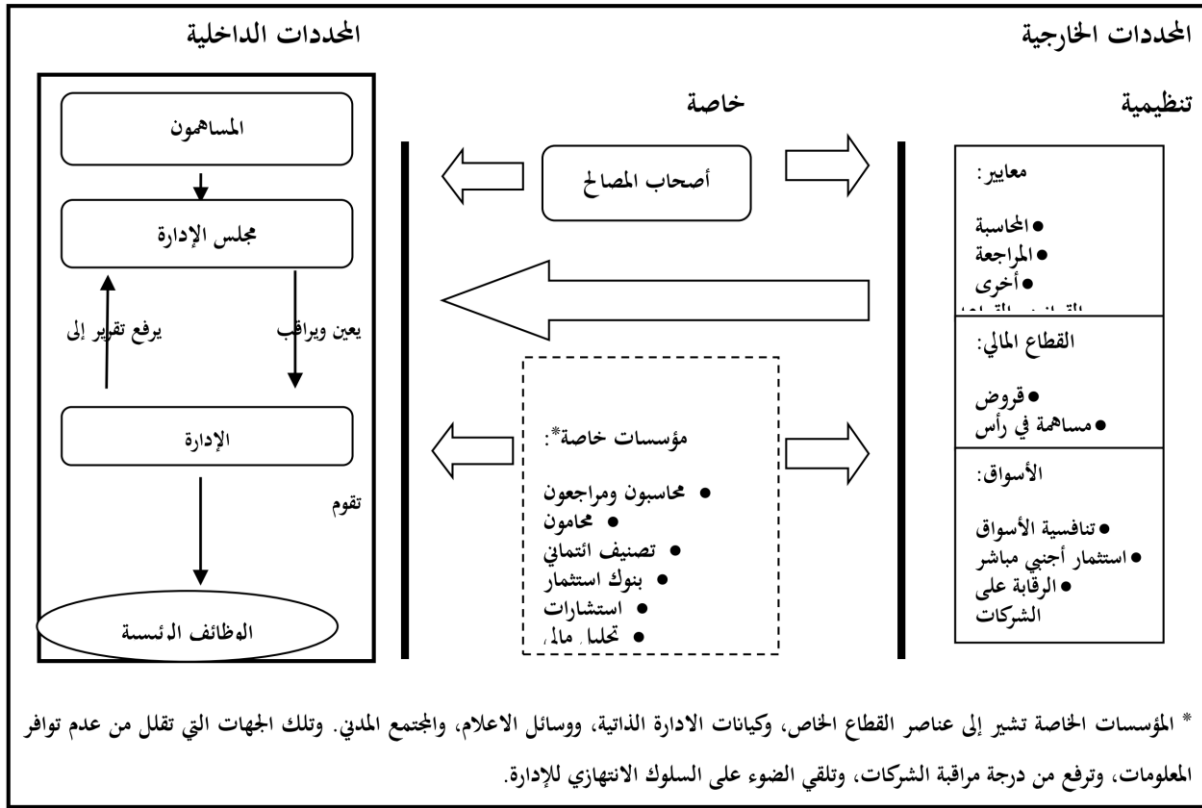 المحددات الخارجية
المحددات الداخلية
تنظيمية
خاصة
معايير:
● المحاسبة
● المراجعة
● أخرى
القطاع المالي:
● قروض
● مساهمة في رأس
الأسواق:
● تنافسية الأسواق
● استثمار أجنبي مباشر
● الرقابة على
الشركات
أصحاب المصالح
مؤسسات خاصة*:
● محاسبون ومراجعون
● محامون
● تصنيف ائتماني
● بنوك استثمار
● استشارات
● تحليل مالي
المساهمون
مجلس الإدارة
يعين ويراقب
يرفع تقرير إلى
الإدارة
تقوم
الوظائف الرئيسية
* المؤسسات الخاصة تشير إلى عناصر القطاع الخاص، وكيانات الادارة الذاتية، ووسائل الاعلام، والمجتمع المدني. وتلك الجهات التي تقلل من عدم توافر
المعلومات، وترفع من درجة مراقبة الشركات، وتلقي الضوء على السلوك الانتهازي للإدارة.